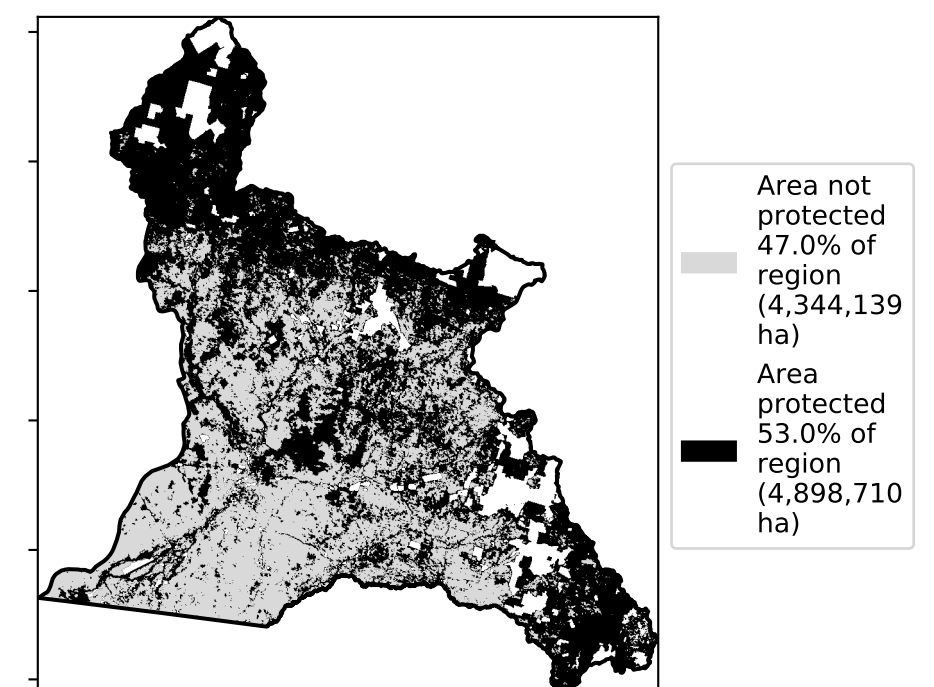 Area not
protected
47.0% of
region
(4,344,139
ha)
Area
protected
53.0% of
region
(4,898,710
ha)